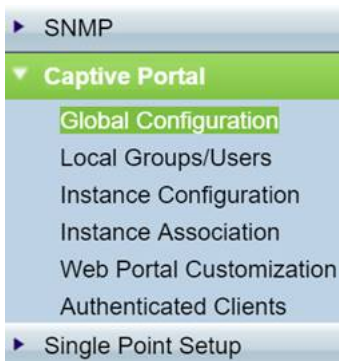 SNMP
Captive Portal
Global Configuration
Local Groups/Users
Instance Configuration
Instance Association
Web Portal Customization
Authenticated Clients
Single Point Setup